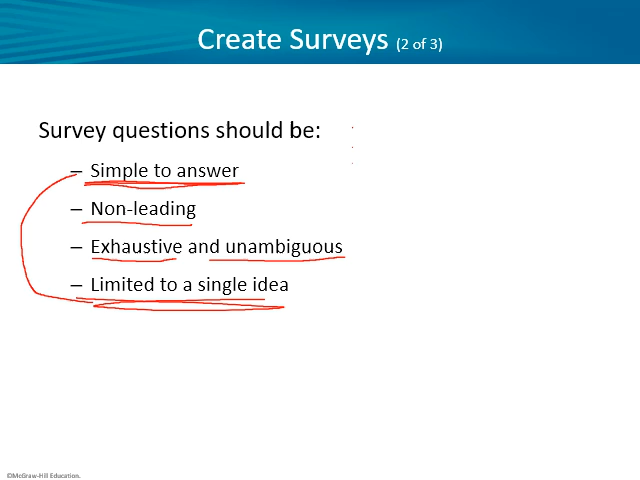 Create Surveys (2 of 3)
Survey questions should be:
– Simple to answer
– Non-leading
– Exhaustive and unambiguous
– Limited to a single idea
©McGraw-Hill Education.